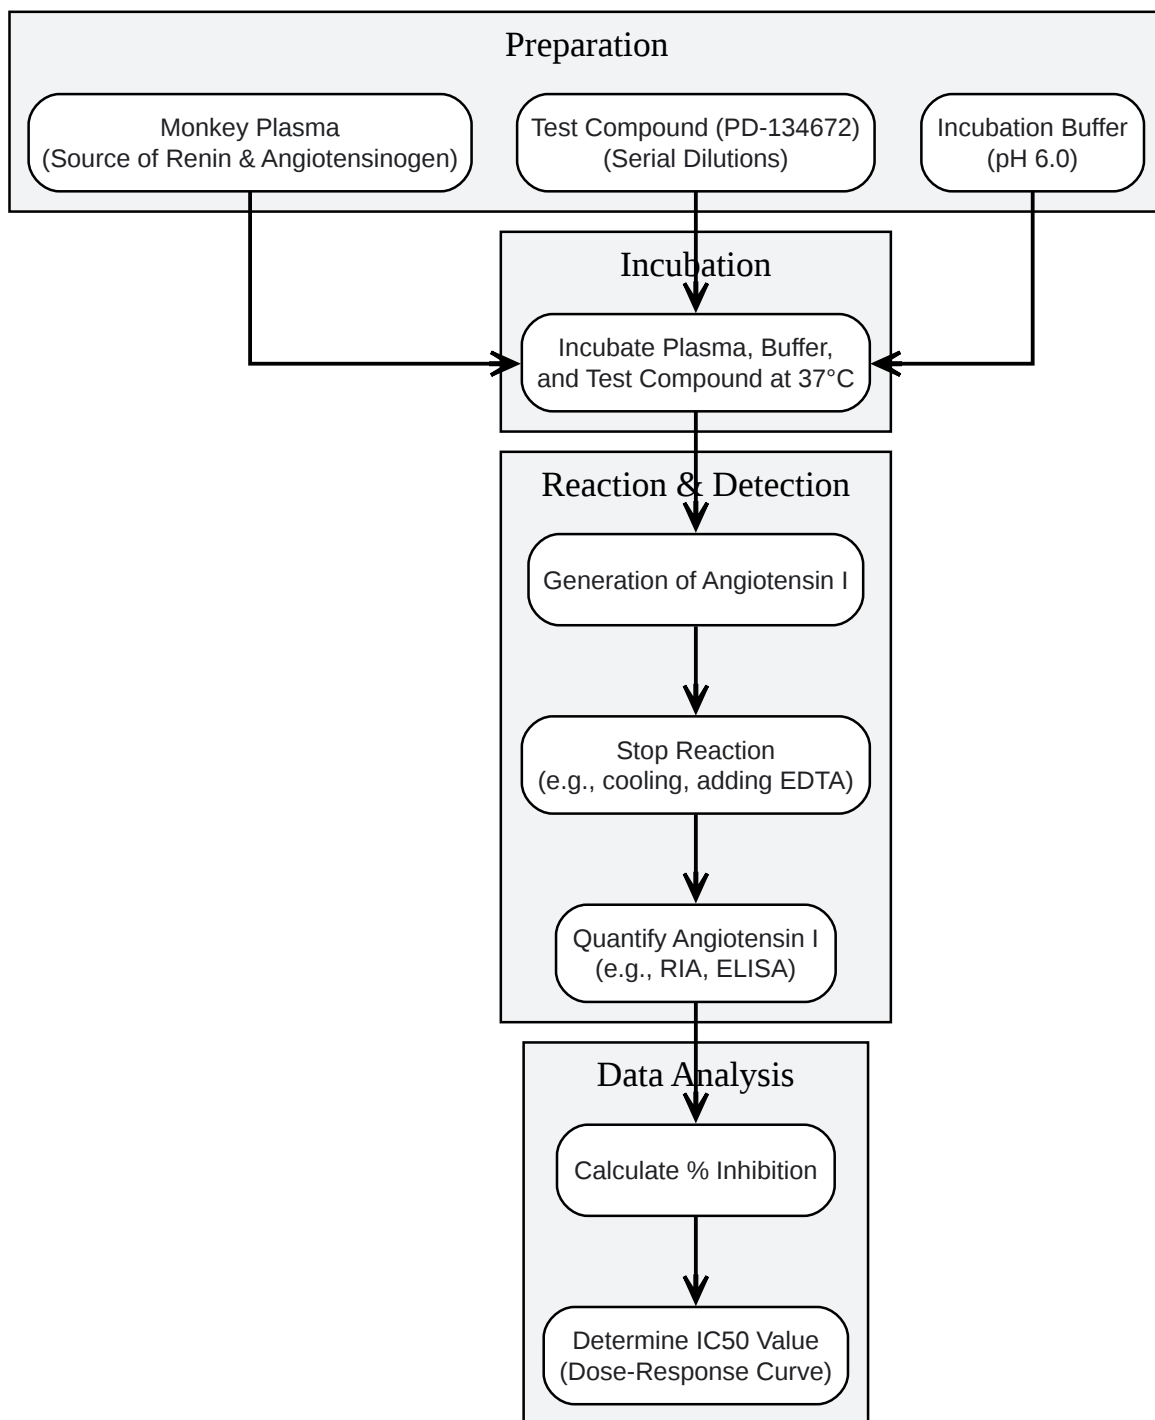 Preparation
Monkey Plasma
(Source of Renin & Angiotensinogen)
Test Compound (PD-134672)
(Serial Dilutions)
Incubation Buffer
(pH 6.0)
Incubation
Incubate Plasma, Buffer,
and Test Compound at 37°C
Reaction & Detection
Generation of Angiotensin I
Stop Reaction
(e.g., cooling, adding EDTA)
Quantify Angiotensin I
(e.g., RIA, ELISA)
Data Analysis
Calculate % Inhibition
Determine IC50 Value
(Dose-Response Curve)